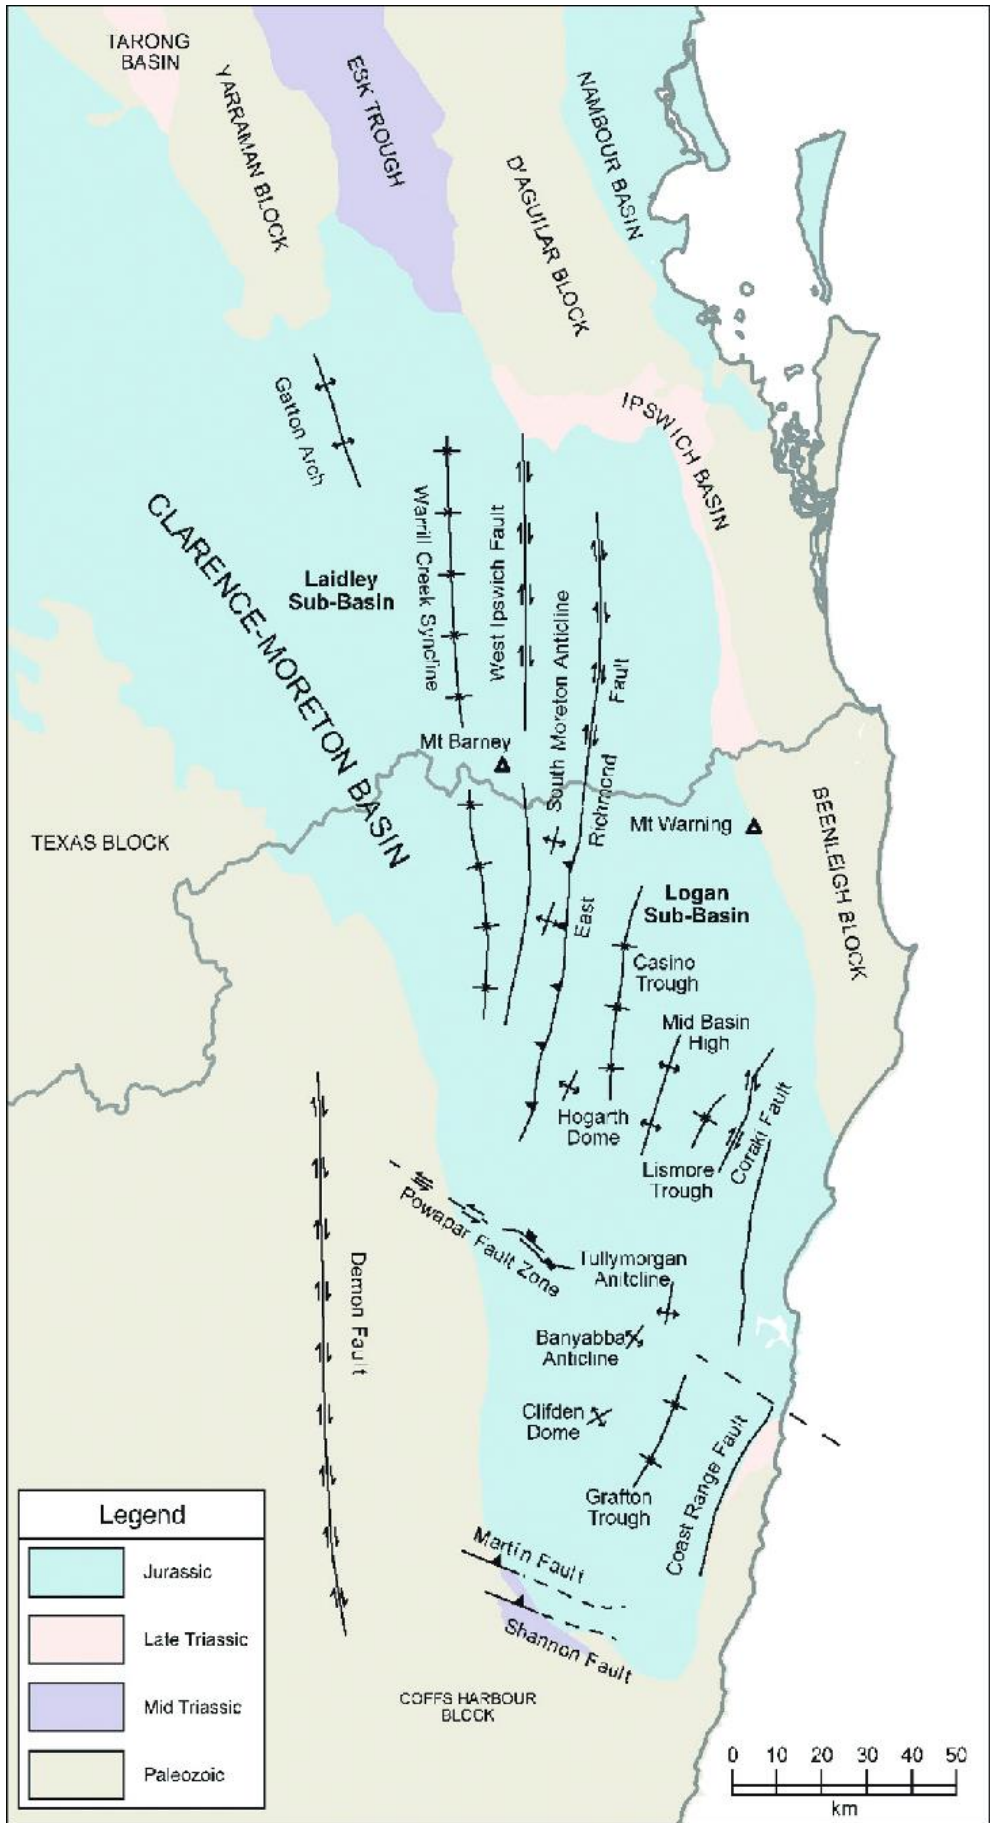 TARONG
BASIN
YARRAMAN BLOCK
ESK TROUGH
D'AGUILAR BLOCK
NAMBOUR BASIN
IPSWICH BASIN
Gatton Arch
CLARENCE-MORETON BASIN
Laidley
Sub-Basin
Warrill Creek Syncline
West Ipswich Fault
South Moreton Anticline
East Richmond Fault
Mt Barney
TEXAS BLOCK
Mt Warning
BEENLEIGH BLOCK
Logan
Sub-Basin
Casino
Trough
Mid Basin
High
Hogarth
Dome
Lismore
Trough
Coraki Fault
Powapar Fault Zone
Demon Fault
Tullymorgan
Anitcline
Banyabba
Anticline
Clifden
Dome
Grafton
Trough
Coast Range Fault
Martin Fault
Shannon Fault
COFFS HARBOUR
BLOCK
Legend
Jurassic
Late Triassic
Mid Triassic
Paleozoic
0 10 20 30 40 50
km